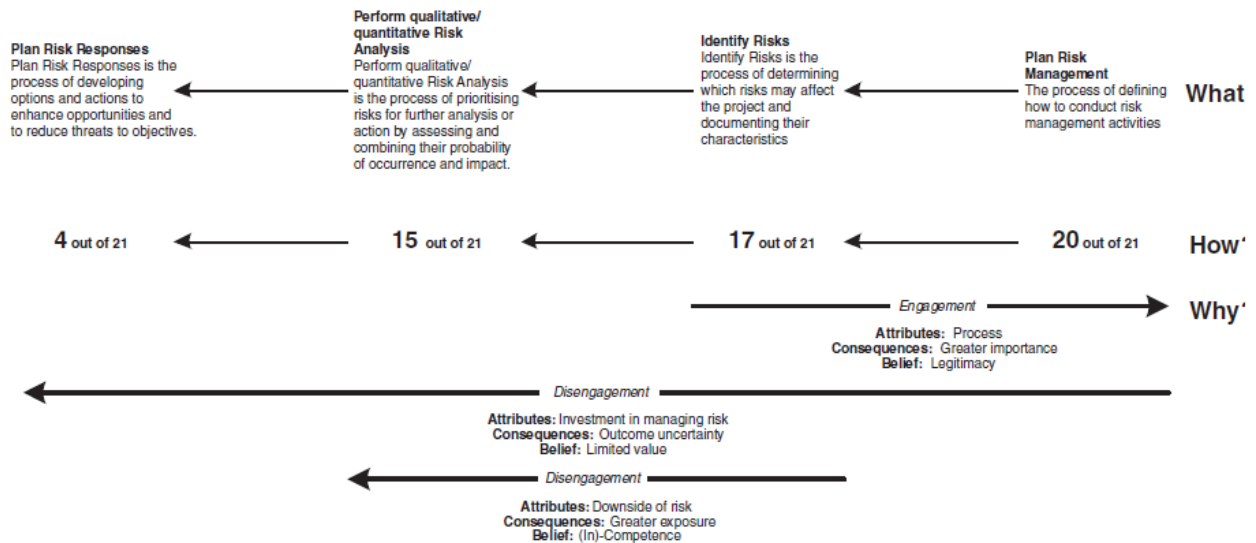 Plan Risk Responses
Plan Risk Responses is the
process of developing
options and actions to
enhance opportunities and
to reduce threats to objectives.
Perform qualitative/
quantitative Risk
Analysis
Perform qualitative/
quantitative Risk Analysis
is the process of prioritising
risks for further analysis or
action by assessing and
combining their probability
of occurrence and impact.
Identify Risks
Identify Risks is the
process of determining
which risks may affect
the project and
documenting their
characteristics
Plan Risk
Management
The process of defining
how to conduct risk
management activities
What
4 out of 21
15 out of 21
17 out of 21
20 out of 21
How?
Engagement
Why?
Attributes: Process
Consequences: Greater importance
Belief: Legitimacy
Disengagement
Attributes: Investment in managing risk
Consequences: Outcome uncertainty
Belief: Limited value
Disengagement
Attributes: Downside of risk
Consequences: Greater exposure
Belief: (In)-Competence